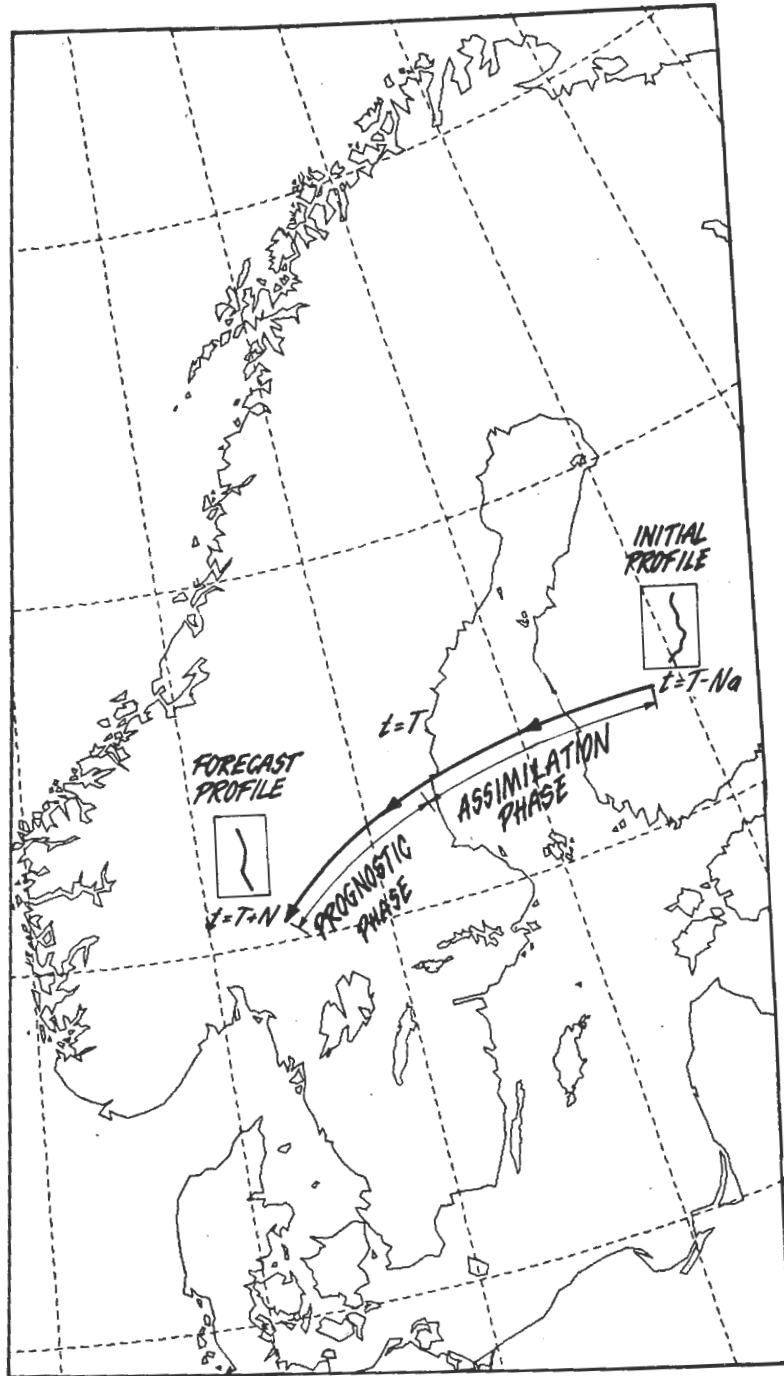 INITIAL
PROFILE
t=T-Na
t=T
ASSIMILATION
PHASE
FORECAST
PROFILE
t=T+N
PROGNOSTIC
PHASE